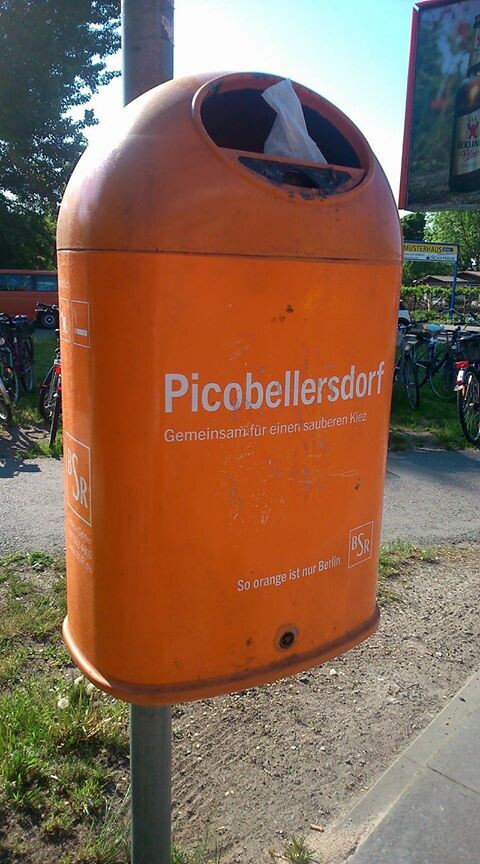 MUSTERHAUS
Picobellersdorf
Gemeinsam für einen sauberen Kiez
BSR
So orange ist nur Berlin
BSR